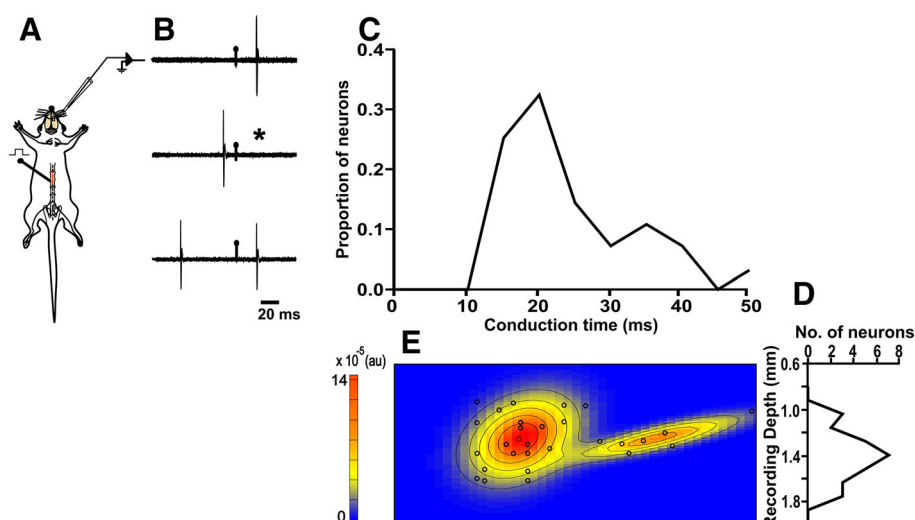 A
B
*
20 ms
C
Proportion of neurons
0.4
0.3
0.2
0.1
0.0
0 10 20 30 40 50
Conduction time (ms)
D
No. of neurons
0 2 4 6 8
Recording Depth (mm)
0.6
1.0
1.4
1.8
E
x 10⁻⁵ (au)
14
0